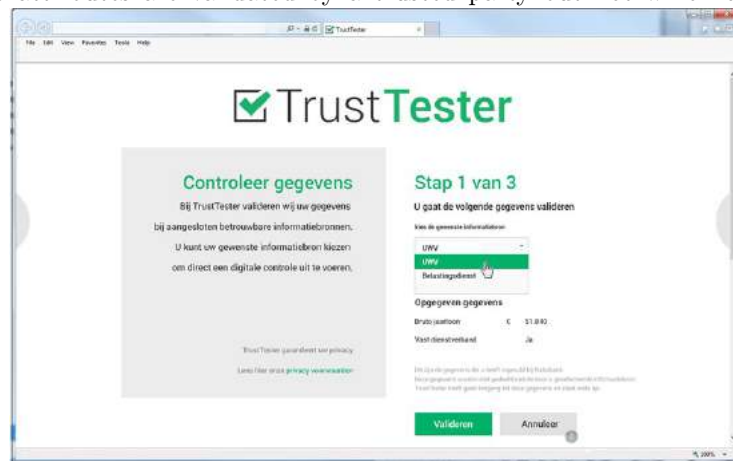 TrustTester
File Edit View Favorites Tools Help
TrustTester
Controleer gegevens
Bij TrustTester valideren wij uw gegevens
bij aangesloten betrouwbare informatiebronnen.
U kunt uw gewenste informatiebron kiezen
om direct een digitale controle uit te voeren.
TrustTester garandeert uw privacy
Lees hier onze privacy voorwaarden
Stap 1 van 3
U gaat de volgende gegevens valideren
Kies de gewenste informatiebron
UWV
UWV
Belastingdienst
Opgegeven gegevens
Bruto jaarloon € 51.840
Vast dienstverband Ja
Valideren Annuleer
100%